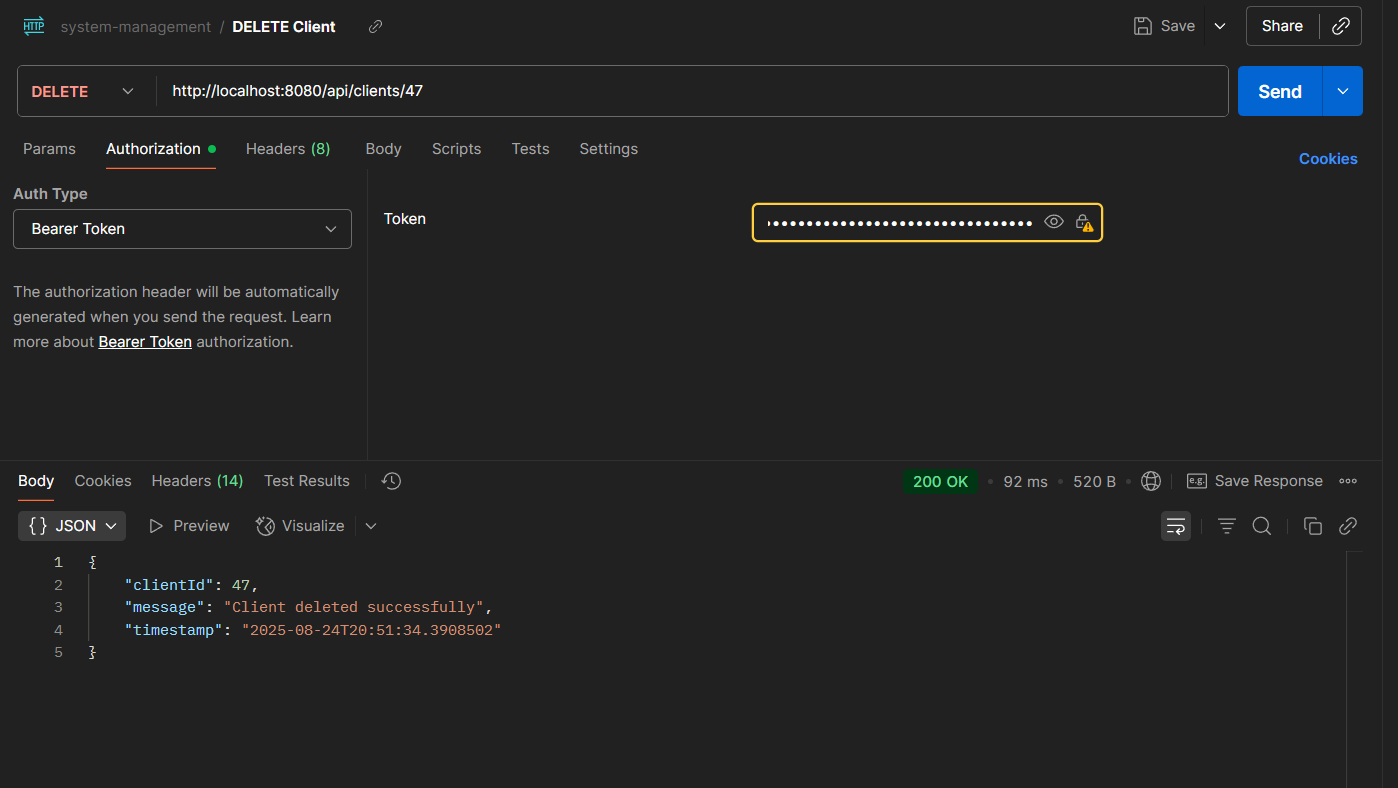 HTTP system-management / DELETE Client Save Share
DELETE http://localhost:8080/api/clients/47 Send
Params Authorization Headers (8) Body Scripts Tests Settings Cookies
Auth Type
Bearer Token
Token
The authorization header will be automatically
generated when you send the request. Learn
more about Bearer Token authorization.
Body Cookies Headers (14) Test Results 200 OK 92 ms 520 B e.g. Save Response
{} JSON Preview Visualize
1 {
2 "clientId": 47,
3 "message": "Client deleted successfully",
4 "timestamp": "2025-08-24T20:51:34.3908502"
5 }